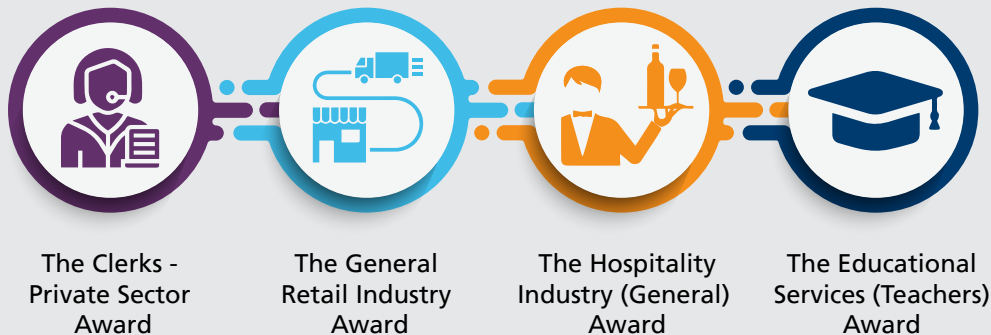 The Clerks -
Private Sector
Award
The General
Retail Industry
Award
The Hospitality
Industry (General)
Award
The Educational
Services (Teachers)
Award